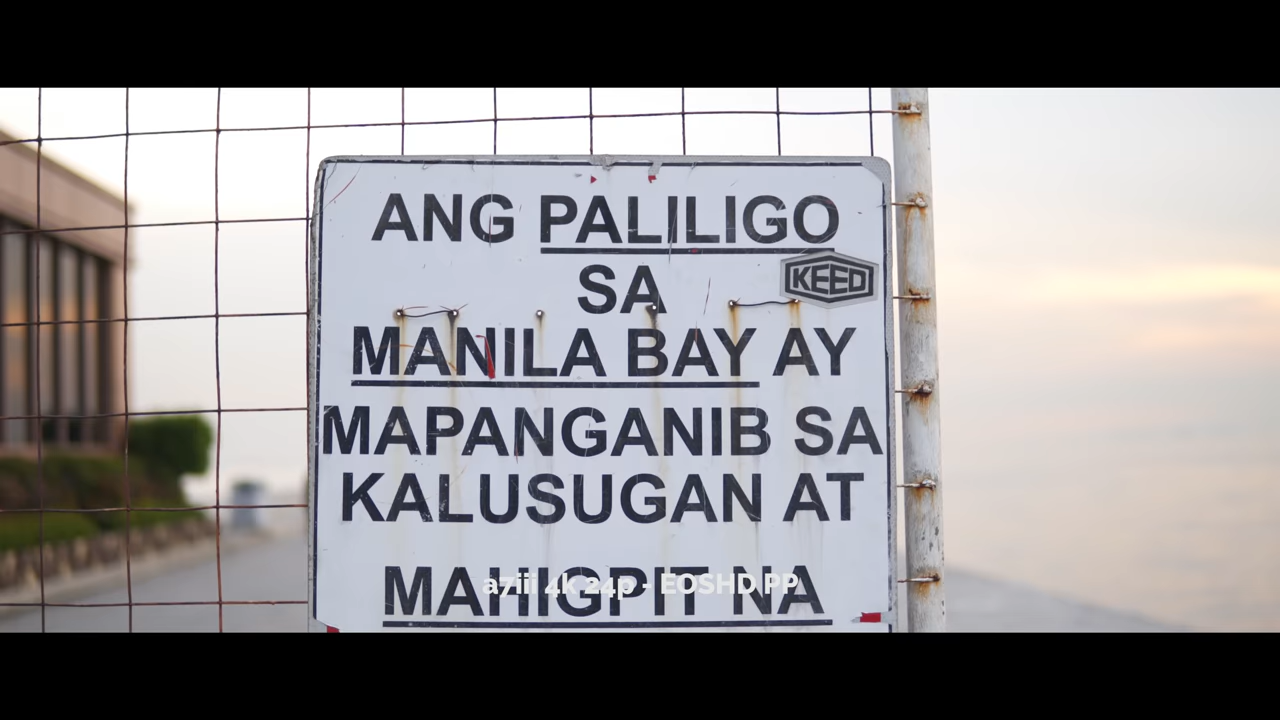 ANG PALILIGO
SA
KEED
MANILA BAY AY
MAPANGANIB SA
KALUSUGAN AT
MAHIGPIT NA
a7iii 4k 24p - EOSHD PP